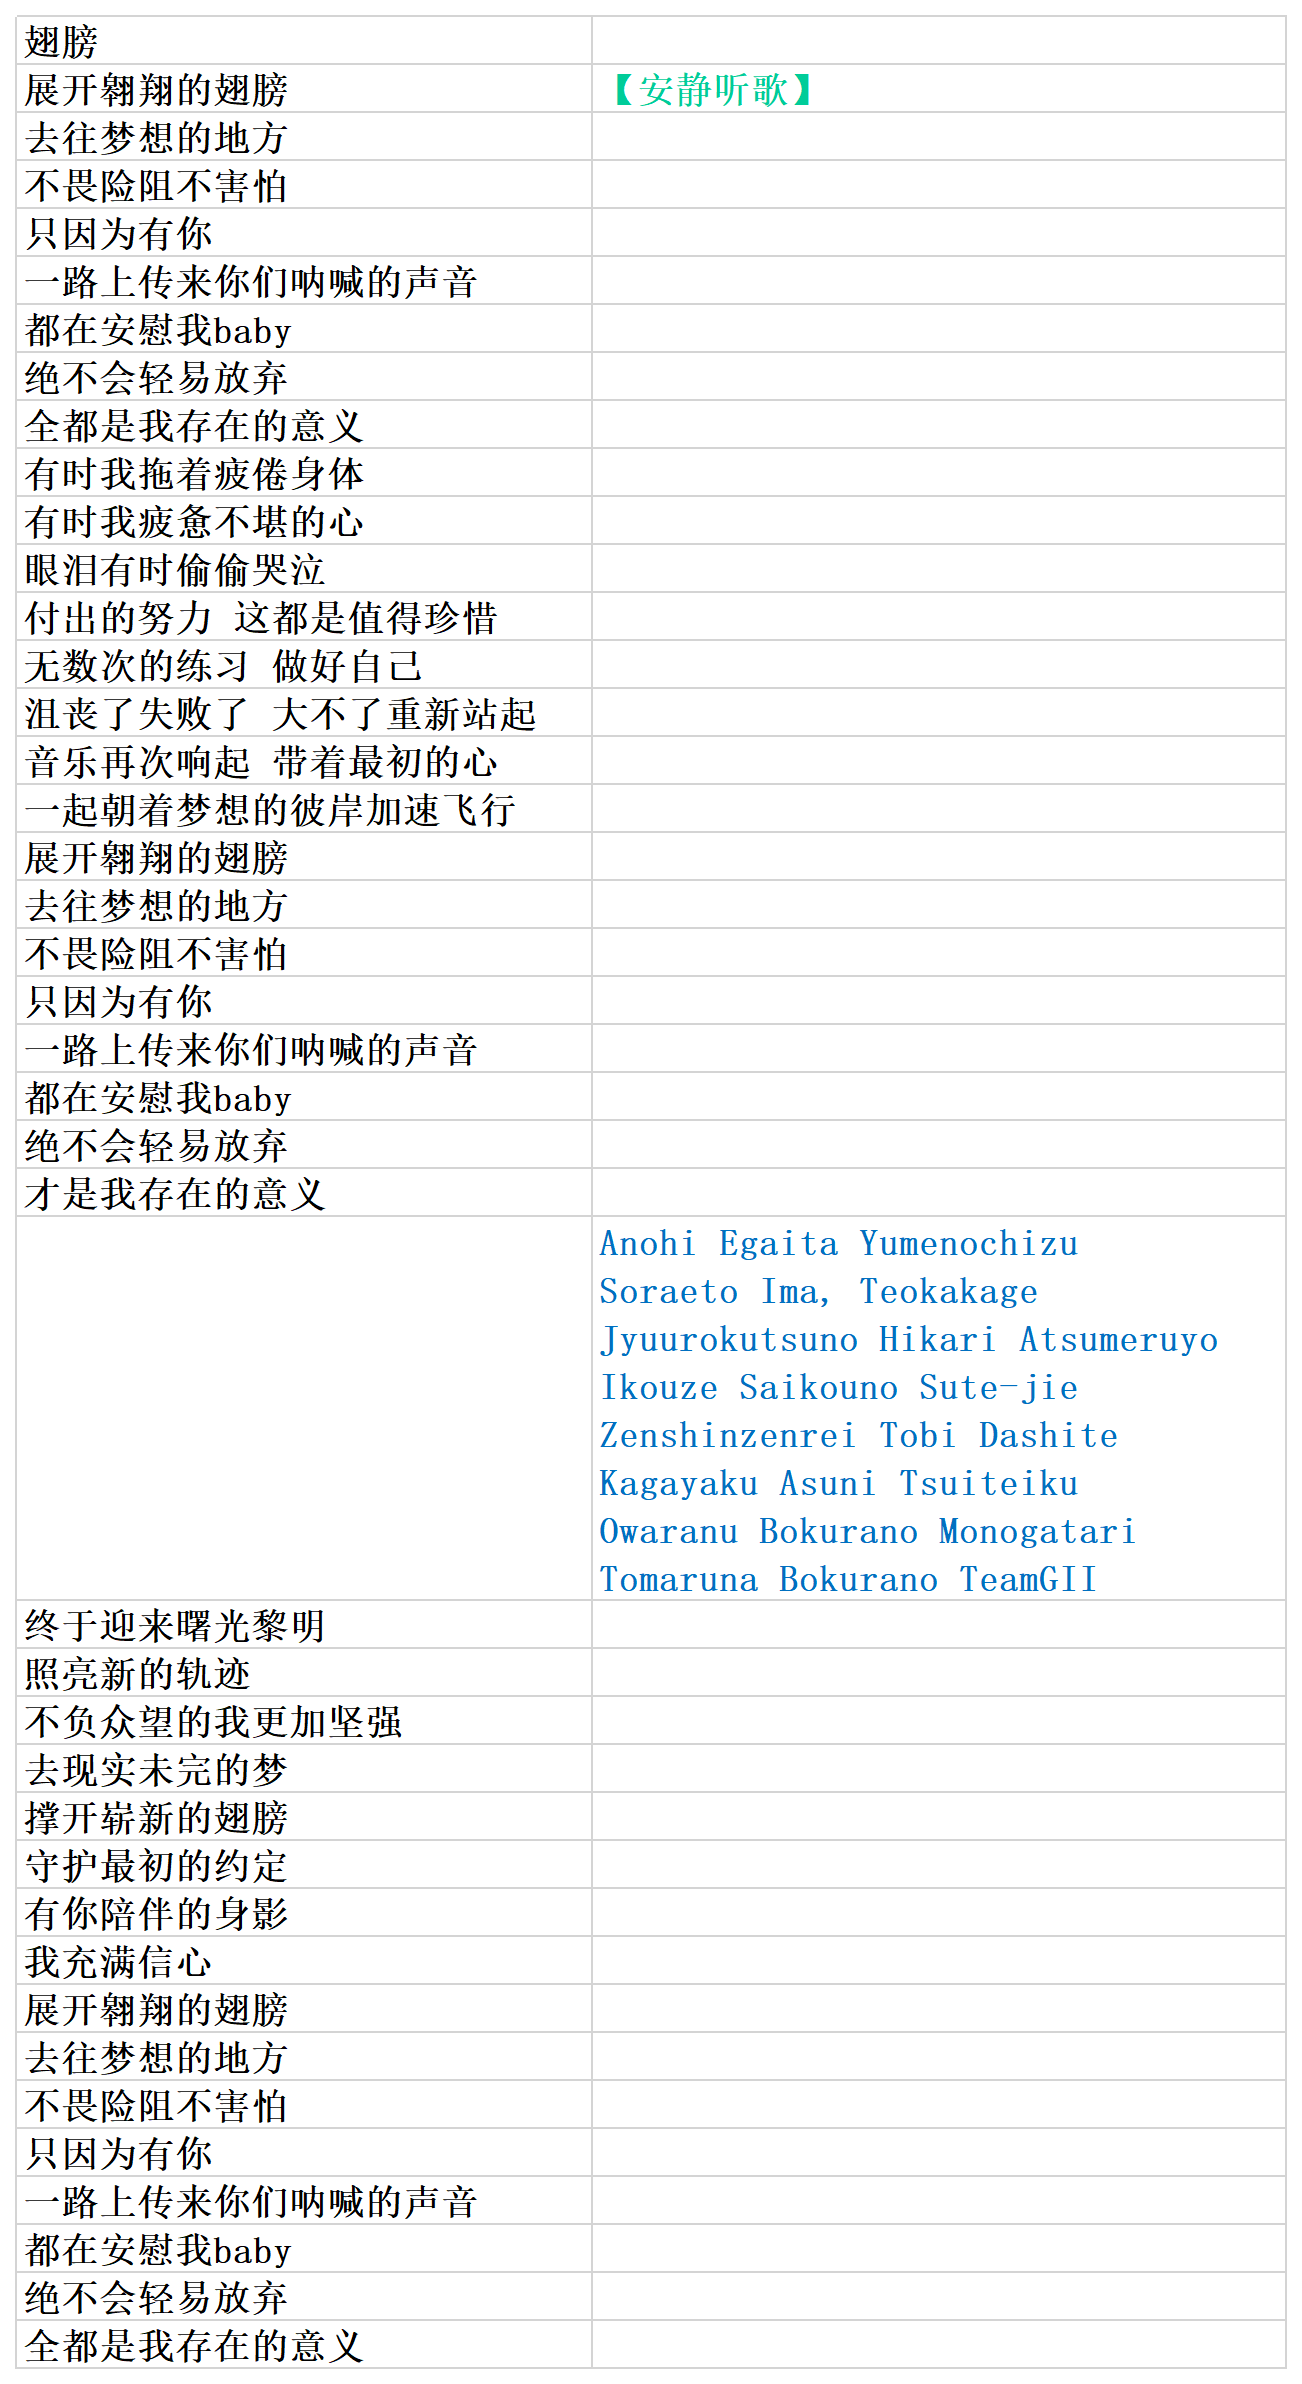 翅膀
展开翱翔的翅膀 【安静听歌】
去往梦想的地方
不畏险阻不害怕
只因为有你
一路上传来你们呐喊的声音
都在安慰我baby
绝不会轻易放弃
全都是我存在的意义
有时我拖着疲倦身体
有时我疲惫不堪的心
眼泪有时偷偷哭泣
付出的努力 这都是值得珍惜
无数次的练习 做好自己
沮丧了失败了 大不了重新站起
音乐再次响起 带着最初的心
一起朝着梦想的彼岸加速飞行
展开翱翔的翅膀
去往梦想的地方
不畏险阻不害怕
只因为有你
一路上传来你们呐喊的声音
都在安慰我baby
绝不会轻易放弃
才是我存在的意义
Anohi Egaita Yumenochizu
Soraeto Ima, Teokakage
Jyuurokutsuno Hikari Atsumeruyo
Ikouze Saikouno Sute-jie
Zenshinzenrei Tobi Dashite
Kagayaku Asuni Tsuiteiku
Owaranu Bokurano Monogatari
Tomaruna Bokurano TeamGII
终于迎来曙光黎明
照亮新的轨迹
不负众望的我更加坚强
去现实未完的梦
撑开崭新的翅膀
守护最初的约定
有你陪伴的身影
我充满信心
展开翱翔的翅膀
去往梦想的地方
不畏险阻不害怕
只因为有你
一路上传来你们呐喊的声音
都在安慰我baby
绝不会轻易放弃
全都是我存在的意义